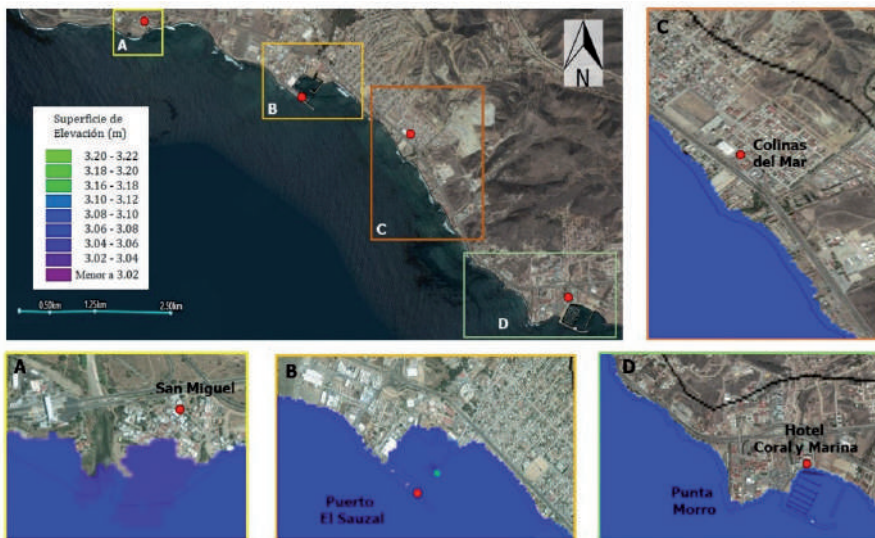 A
B
C
D
N
Superficie de
Elevación (m)
3.20 - 3.22
3.18 - 3.20
3.16 - 3.18
3.10 - 3.12
3.08 - 3.10
3.06 - 3.08
3.04 - 3.06
3.02 - 3.04
Menor a 3.02
0.50km 1.25km 2.50km
C
Colinas
del Mar
A
San Miguel
B
Puerto
El Sauzal
D
Hotel
Coral y Marina
Punta
Morro